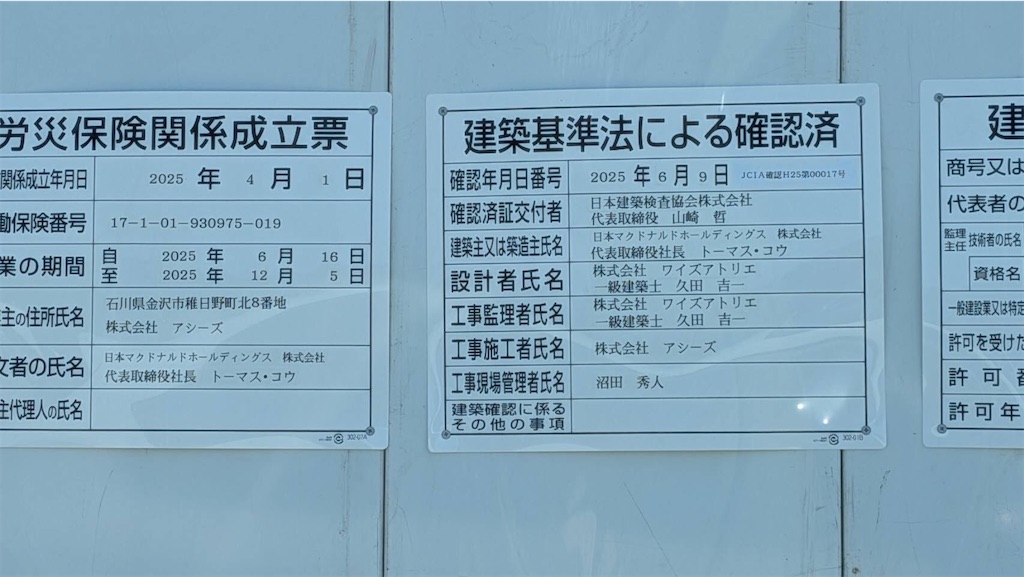 労災保険関係成立票
関係成立年月日 2025 年 4 月 1 日
働保険番号 17-1-01-930975-019
業の期間 自 2025 年 6 月 16 日
至 2025 年 12 月 5 日
主の住所氏名 石川県金沢市稚日野町北8番地
株式会社 アシーズ
文者の氏名 日本マクドナルドホールディングス 株式会社
代表取締役社長 トーマス・コウ
主代理人の氏名
302-07A
建築基準法による確認済
確認年月日番号 2025 年 6 月 9 日 JCIA確認H25第00017号
確認済証交付者 日本建築検査協会株式会社
代表取締役 山崎 哲
建築主又は築造主氏名 日本マクドナルドホールディングス 株式会社
代表取締役社長 トーマス・コウ
設計者氏名 株式会社 ワイズアトリエ
一級建築士 久田 吉一
工事監理者氏名 株式会社 ワイズアトリエ
一級建築士 久田 吉一
工事施工者氏名 株式会社 アシーズ
工事現場管理者氏名 沼田 秀人
建築確認に係る
その他の事項
302-01B
建
商号又は
代表者の
監理
主任 技術者の氏名
資格名
一般建設業又は特定
許可を受けた
許可番
許可年